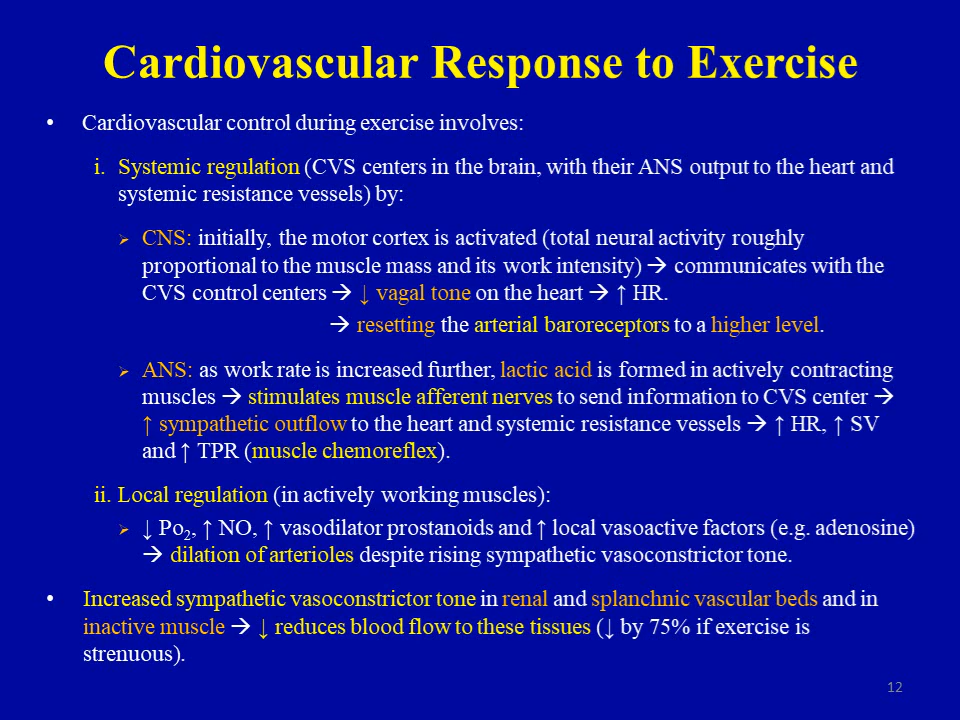 Cardiovascular Response to Exercise
• Cardiovascular control during exercise involves:
i. Systemic regulation (CVS centers in the brain, with their ANS output to the heart and
systemic resistance vessels) by:
➢ CNS: initially, the motor cortex is activated (total neural activity roughly
proportional to the muscle mass and its work intensity) → communicates with the
CVS control centers → ↓ vagal tone on the heart → ↑ HR.
→ resetting the arterial baroreceptors to a higher level.
➢ ANS: as work rate is increased further, lactic acid is formed in actively contracting
muscles → stimulates muscle afferent nerves to send information to CVS center →
↑ sympathetic outflow to the heart and systemic resistance vessels → ↑ HR, ↑ SV
and ↑ TPR (muscle chemoreflex).
ii. Local regulation (in actively working muscles):
➢ ↓ Po₂, ↑ NO, ↑ vasodilator prostanoids and ↑ local vasoactive factors (e.g. adenosine)
→ dilation of arterioles despite rising sympathetic vasoconstrictor tone.
• Increased sympathetic vasoconstrictor tone in renal and splanchnic vascular beds and in
inactive muscle → ↓ reduces blood flow to these tissues (↓ by 75% if exercise is
strenuous).
12